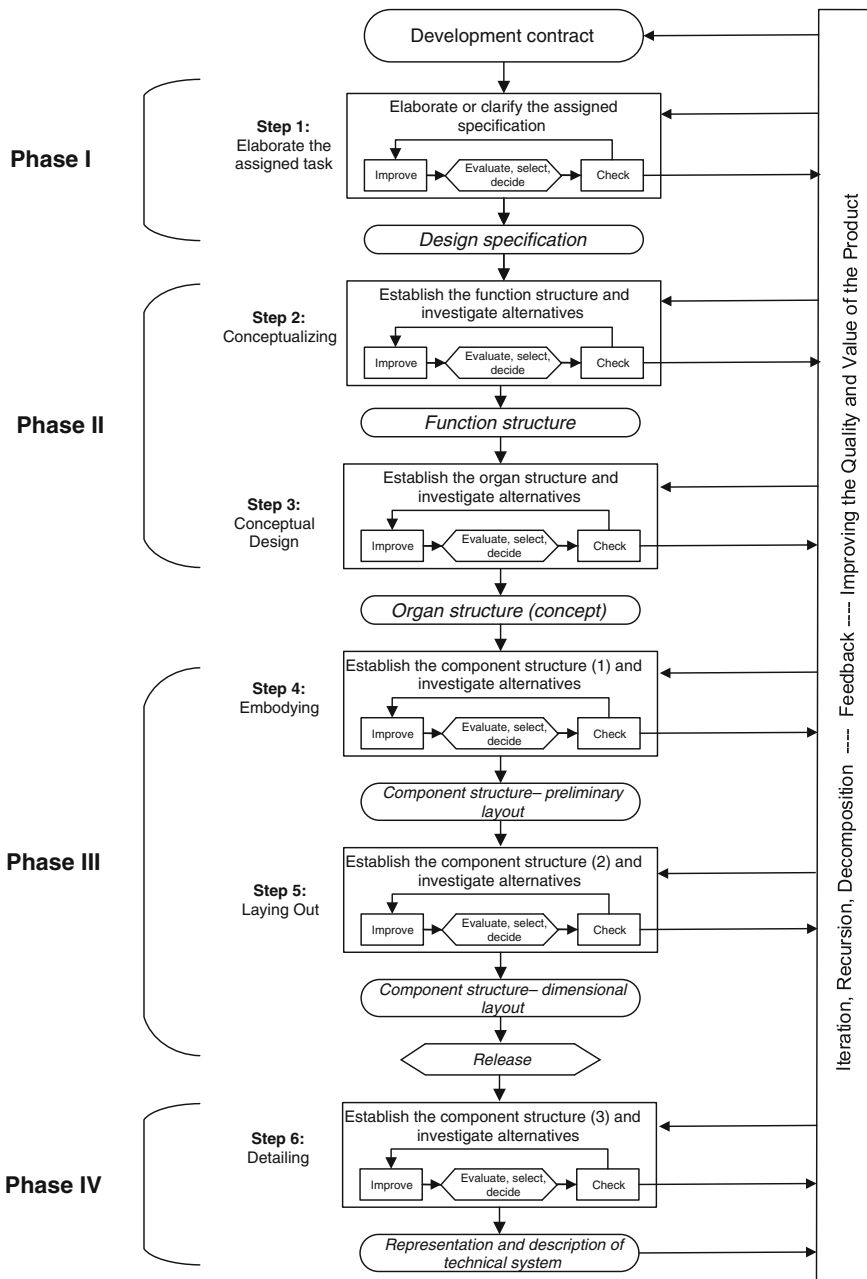 Development contract
Phase I
Step 1:
Elaborate the
assigned task
Elaborate or clarify the assigned
specification
Improve
Evaluate, select,
decide
Check
Design specification
Phase II
Step 2:
Conceptualizing
Establish the function structure and
investigate alternatives
Improve
Evaluate, select,
decide
Check
Function structure
Step 3:
Conceptual
Design
Establish the organ structure and
investigate alternatives
Improve
Evaluate, select,
decide
Check
Organ structure (concept)
Phase III
Step 4:
Embodying
Establish the component structure (1) and
investigate alternatives
Improve
Evaluate, select,
decide
Check
Component structure– preliminary
layout
Step 5:
Laying Out
Establish the component structure (2) and
investigate alternatives
Improve
Evaluate, select,
decide
Check
Component structure– dimensional
layout
Release
Phase IV
Step 6:
Detailing
Establish the component structure (3) and
investigate alternatives
Improve
Evaluate, select,
decide
Check
Representation and description of
technical system
Iteration, Recursion, Decomposition ---- Feedback ---- Improving the Quality and Value of the Product